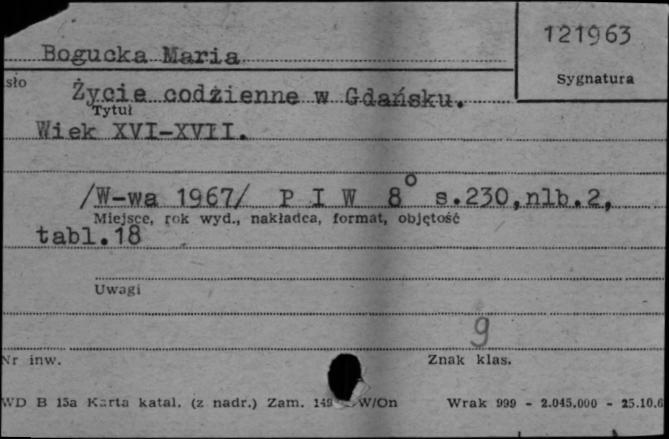 121963
Bogucka Maria
Sygnatura
sło
Życie codzienne w Gdańsku.
Tytuł
Wiek XVI-XVII.
/W-wa 1967/ P I W 8° s.230,nlb.2,
Miejsce, rok wyd., nakładca, format, objętość
tabl.18
Uwagi
9
Nr inw.
Znak klas.
WD B 15a Karta katal. (z nadr.) Zam. 149 W/On Wrak 999 - 2.045.000 - 25.10.6